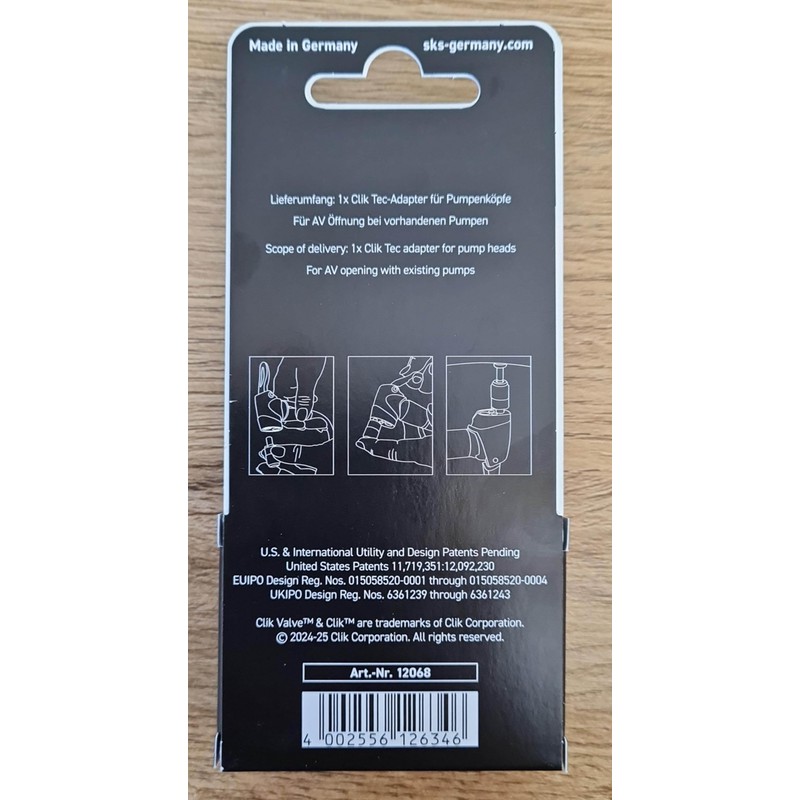 Made in Germany
sks-germany.com
Lieferumfang: 1x Clik Tec-Adapter für Pumpenköpfe
Für AV Öffnung bei vorhandenen Pumpen
Scope of delivery: 1x Clik Tec adapter for pump heads
For AV opening with existing pumps
U.S. & International Utility and Design Patents Pending
United States Patents 11,719,351:12,092,230
EUIPO Design Reg. Nos. 015058520-0001 through 015058520-0004
UKIPO Design Reg. Nos. 6361239 through 6361243
Clik Valve™ & Clik™ are trademarks of Clik Corporation.
© 2024-25 Clik Corporation. All rights reserved.
Art.-Nr. 12068
4 002556 126346